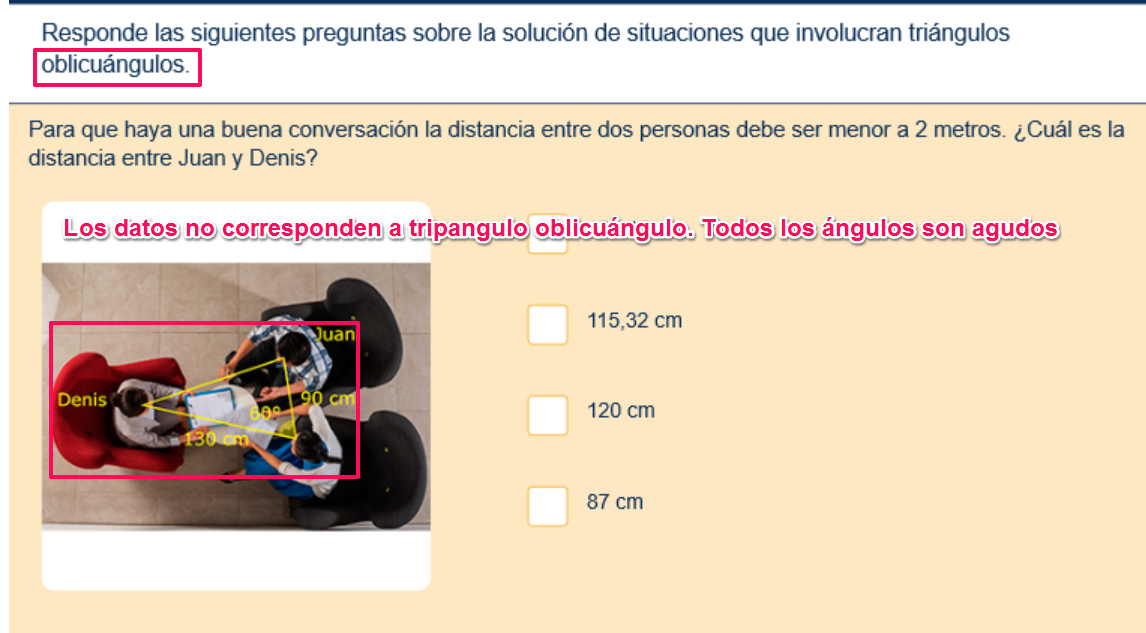 Responde las siguientes preguntas sobre la solución de situaciones que involucran triángulos
oblicuángulos.
Para que haya una buena conversación la distancia entre dos personas debe ser menor a 2 metros. ¿Cuál es la
distancia entre Juan y Denis?
Los datos no corresponden a tripangulo oblicuángulo. Todos los ángulos son agudos
115,32 cm
120 cm
87 cm
Juan
Denis
90 cm
60°
130 cm